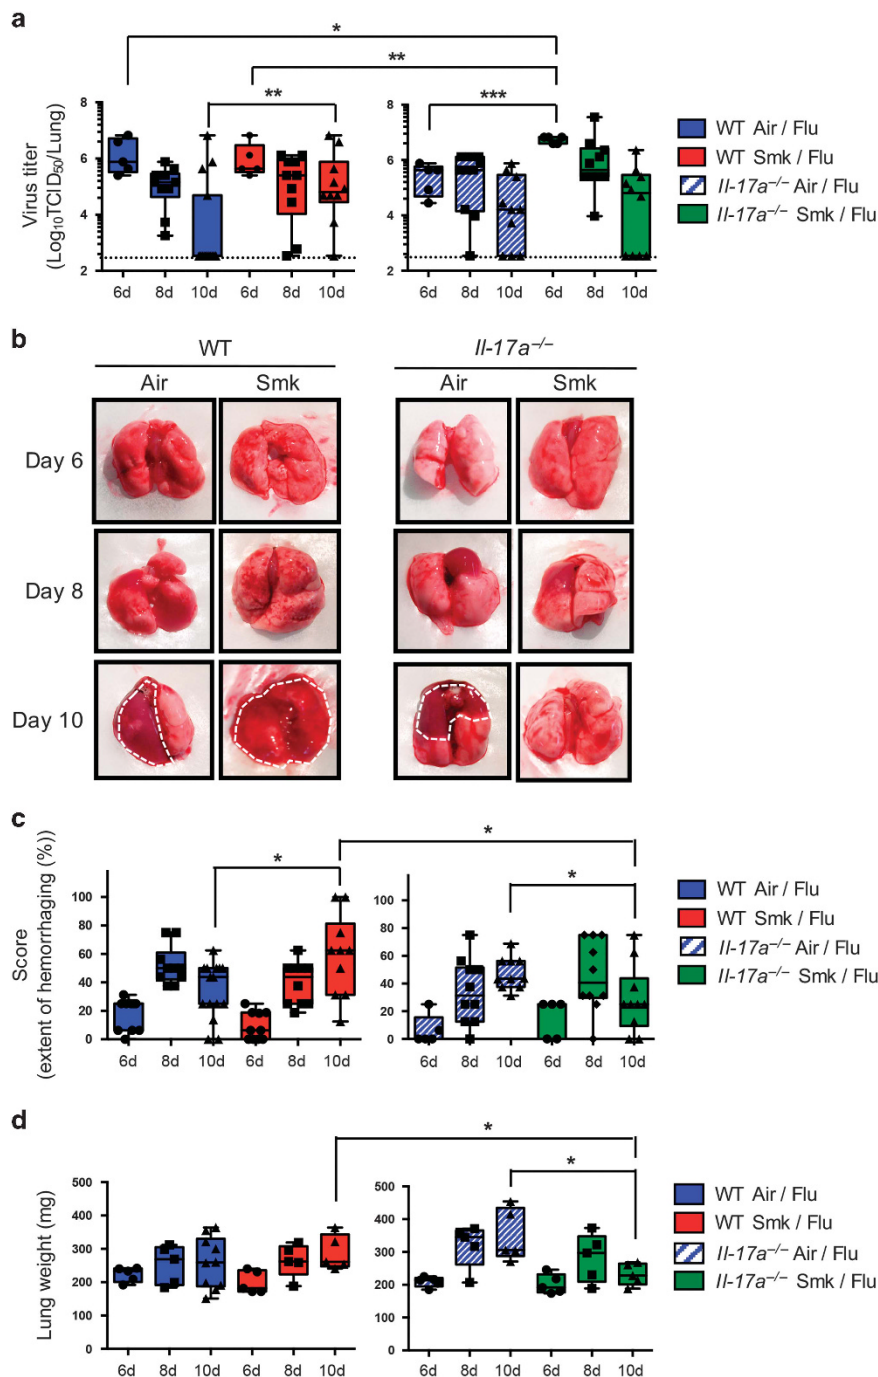 a
*
**
**
***
Virus titer
(Log₁₀TCID₅₀/Lung)
8
6
4
2
6d 8d 10d 6d 8d 10d
8
6
4
2
6d 8d 10d 6d 8d 10d
WT Air / Flu
WT Smk / Flu
Il-17a⁻/⁻ Air / Flu
Il-17a⁻/⁻ Smk / Flu
b
WT
Il-17a⁻/⁻
Air Smk Air Smk
Day 6
Day 8
Day 10
c
*
*
*
Score
(extent of hemorrhaging (%))
100
80
60
40
20
0
6d 8d 10d 6d 8d 10d
100
80
60
40
20
0
6d 8d 10d 6d 8d 10d
WT Air / Flu
WT Smk / Flu
Il-17a⁻/⁻ Air / Flu
Il-17a⁻/⁻ Smk / Flu
d
*
*
Lung weight (mg)
500
400
300
200
100
0
6d 8d 10d 6d 8d 10d
500
400
300
200
100
0
6d 8d 10d 6d 8d 10d
WT Air / Flu
WT Smk / Flu
Il-17a⁻/⁻ Air / Flu
Il-17a⁻/⁻ Smk / Flu